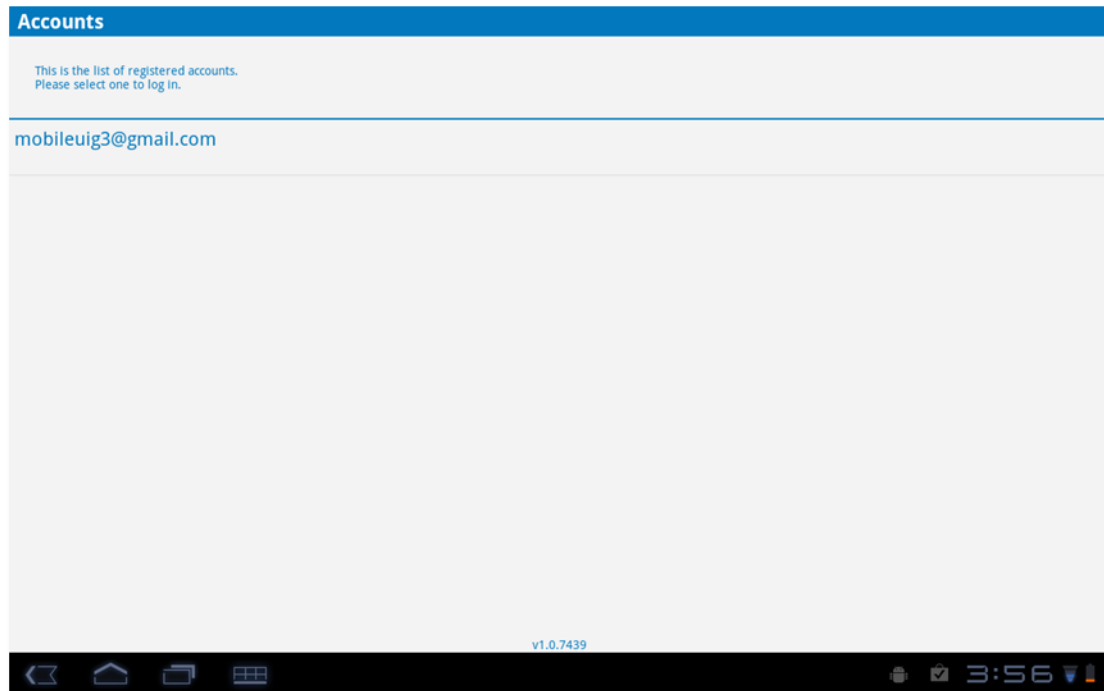 Accounts
This is the list of registered accounts.
Please select one to log in.
mobileuig3@gmail.com
v1.0.7439
3:56